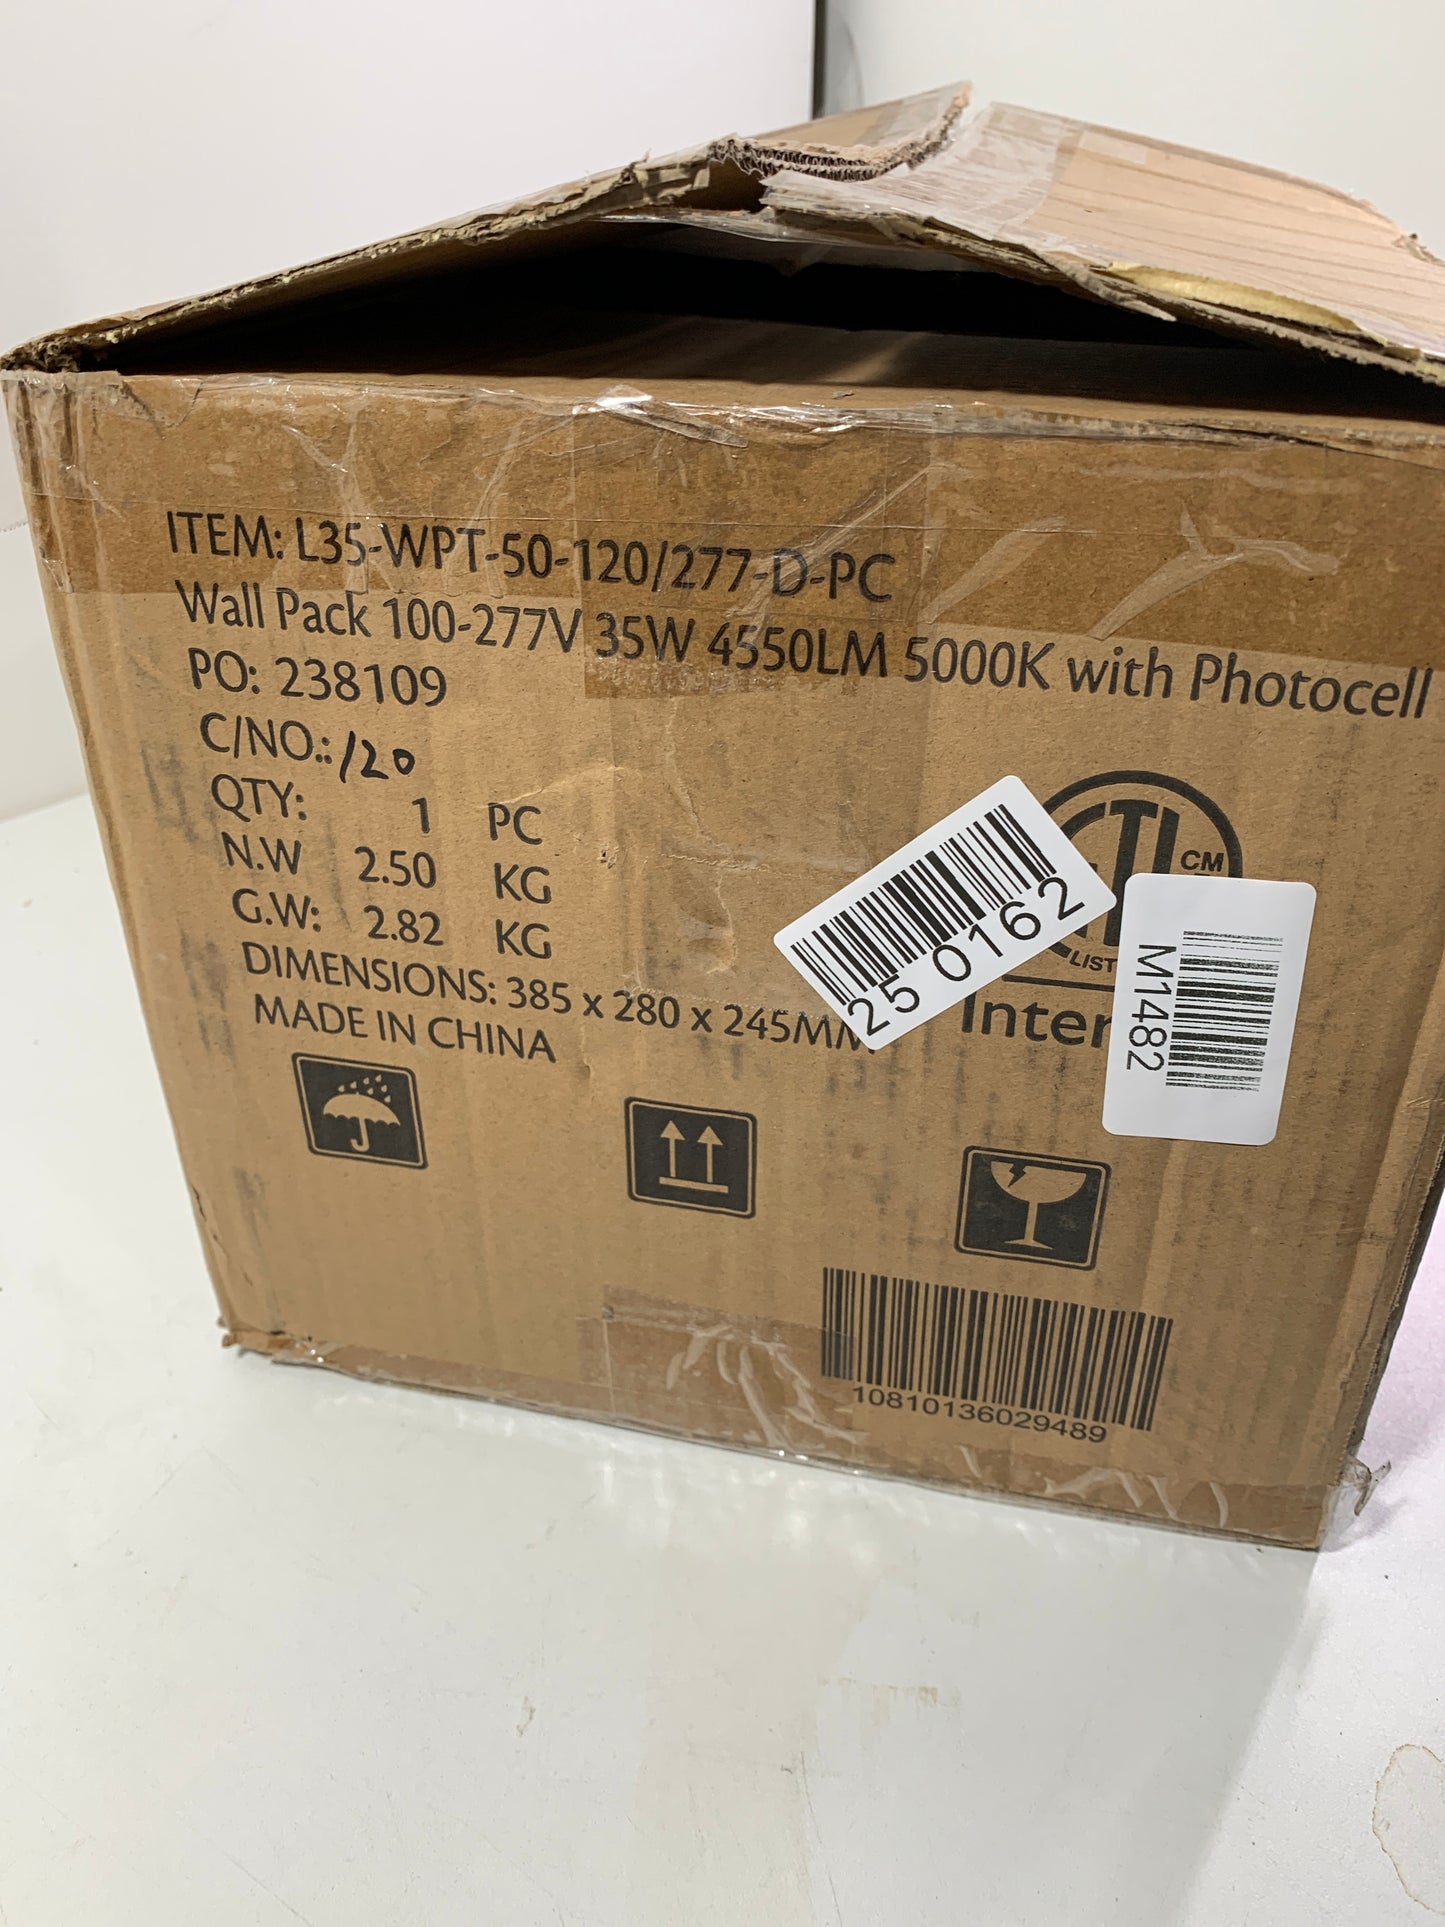 ITEM: L35-WPT-50-120/277-D-PC
Wall Pack 100-277V 35W 4550LM 5000K with Photocell
PO: 238109
C/NO.: /20
QTY: 1 PC
N.W 2.50 KG
G.W: 2.82 KG
DIMENSIONS: 385 x 280 x 245MM
MADE IN CHINA
CM
25 0162
M1482
10810136029489